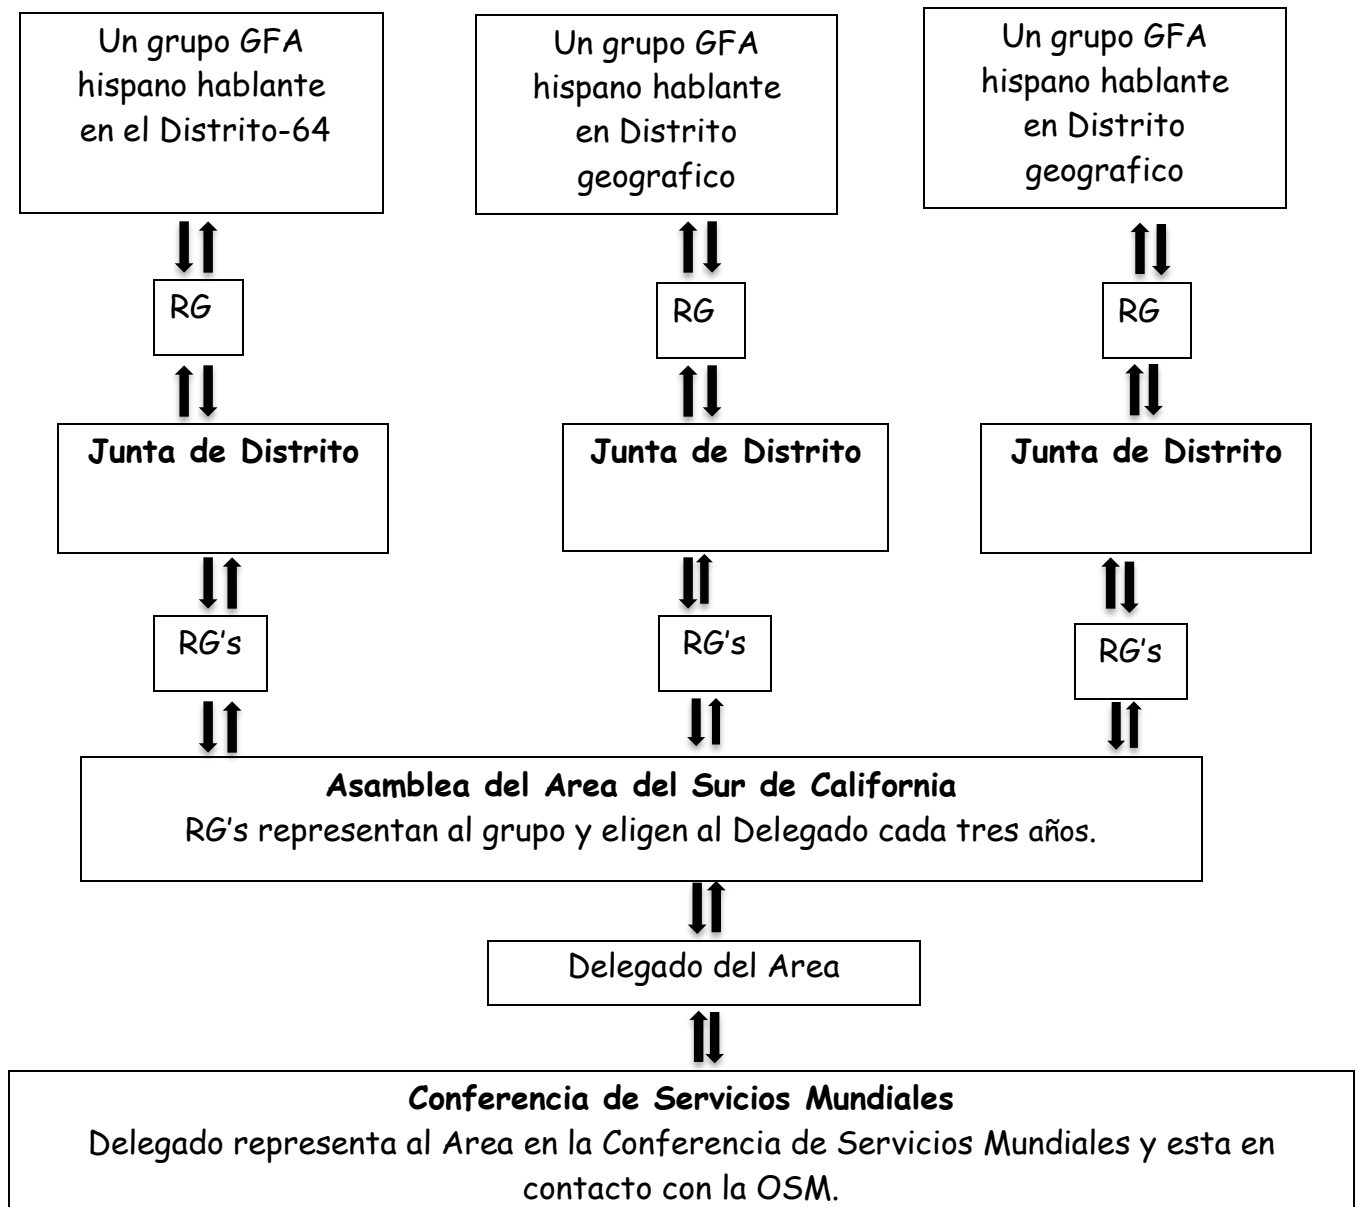 Un grupo GFA
hispano hablante
en el Distrito-64
Un grupo GFA
hispano hablante
en Distrito
geografico
Un grupo GFA
hispano hablante
en Distrito
geografico
RG
RG
RG
Junta de Distrito
Junta de Distrito
Junta de Distrito
RG’s
RG’s
RG’s
Asamblea del Area del Sur de California
RG’s representan al grupo y eligen al Delegado cada tres años.
Delegado del Area
Conferencia de Servicios Mundiales
Delegado representa al Area en la Conferencia de Servicios Mundiales y esta en
contacto con la OSM.